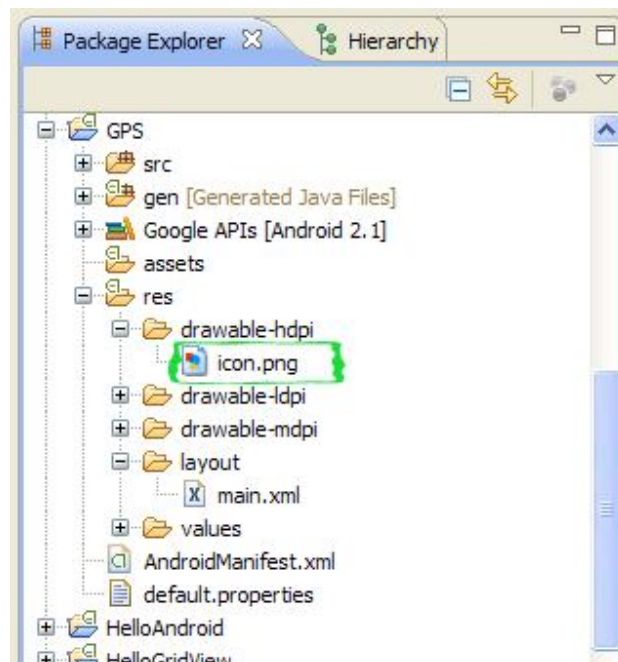 Package Explorer Hierarchy
GPS
src
gen [Generated Java Files]
Google APIs [Android 2.1]
assets
res
drawable-hdpi
icon.png
drawable-ldpi
drawable-mdpi
layout
main.xml
values
AndroidManifest.xml
default.properties
HelloAndroid
HelloGridView